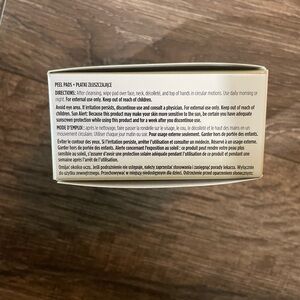 PEEL PADS • PŁATKI ZŁUSZCZAJĄCE
DIRECTIONS: After cleansing, wipe pad over face, neck, décolleté, and top of hands in circular motions. Use daily morning or
night. For external use only. Keep out of reach of children.
Avoid eye area. If irritation persists, discontinue use and consult a physician. For external use only. Keep out of reach of
children. Sun Alert: Because this product may make your skin more sensitive to the sun, be certain you have adequate
sunscreen protection while using this product and for a week after you discontinue use.
MODE D'EMPLOI : après le nettoyage, faire passer la rondelle sur le visage, le cou, le décolleté et le haut des mains en un
mouvement circulaire. Utiliser chaque jour matin ou soir. Pour usage externe seulement. Garder hors de portée des enfants.
Éviter le contour des yeux. Si l'irritation persiste, arrêter l'utilisation et consulter un médecin. Réservé à un usage externe.
Garder hors de portée des enfants. Alerte concernant l'exposition au soleil : ce produit peut rendre votre peau plus
sensible au soleil, s'assurer d'avoir une protection solaire adéquate pendant l'utilisation de ce produit et pendant une
semaine après l'arrêt de l'utilisation.
Omijać okolice oczu. Jeśli podrażnienie nie ustępuje, należy zaprzestać stosowania i zasięgnąć porady lekarza. Wyłącznie
do użytku zewnętrznego. Przechowywać w miejscu niedostępnym dla dzieci. Ostrzeżenie przed oparzeniem słonecznym: